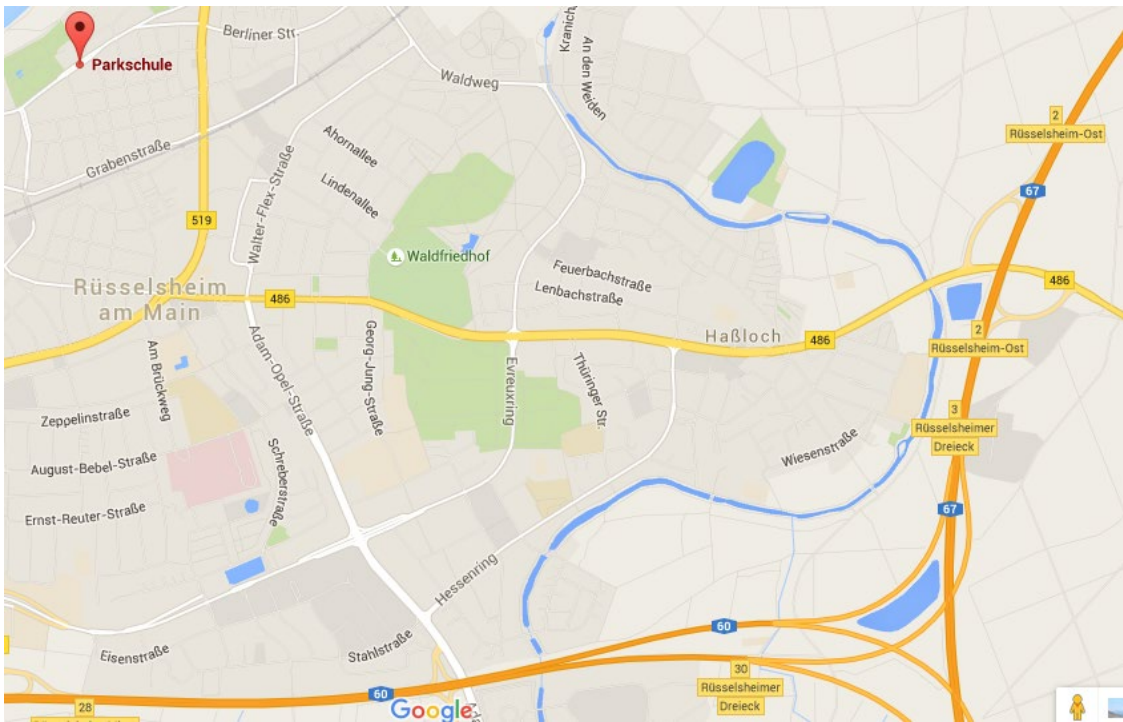 Berliner Str.
Parkschule
Waldweg
An den Weiden
2
Rüsselsheim-Ost
Grabenstraße
Ahornallee
Lindenallee
Walter-Flex-Straße
67
519
Waldfriedhof
Feuerbachstraße
Lenbachstraße
Rüsselsheim
am Main
486
486
486
Haßloch
2
Rüsselsheim-Ost
Am Brückweg
Adam-Opel-Straße
Georg-Jung-Straße
Evreuxring
Thüringer Str.
Zeppelinstraße
3
Rüsselsheimer
Dreieck
August-Bebel-Straße
Schreberstraße
Wiesenstraße
Ernst-Reuter-Straße
67
Hessenring
60
Eisenstraße
Stahlstraße
30
Rüsselsheimer
Dreieck
60
28
Google